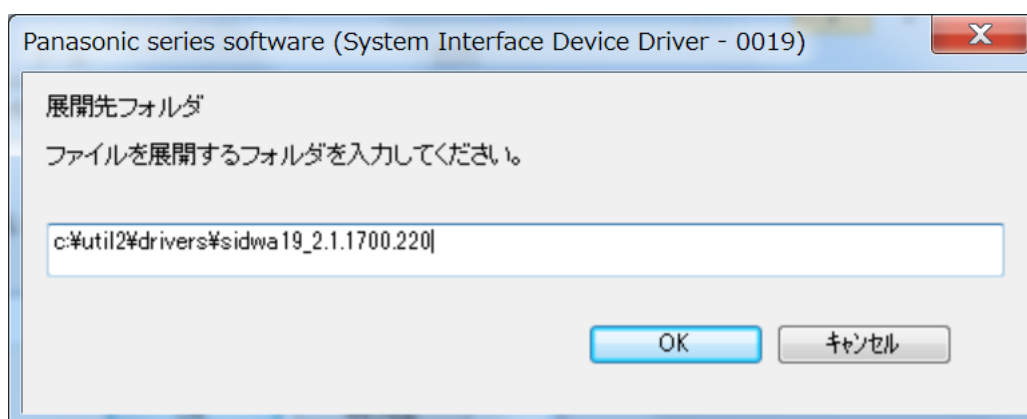 Panasonic series software (System Interface Device Driver - 0019)
展開先フォルダ
ファイルを展開するフォルダを入力してください。
c:¥util2¥drivers¥sidwa19_2.1.1700.220
OK
キャンセル